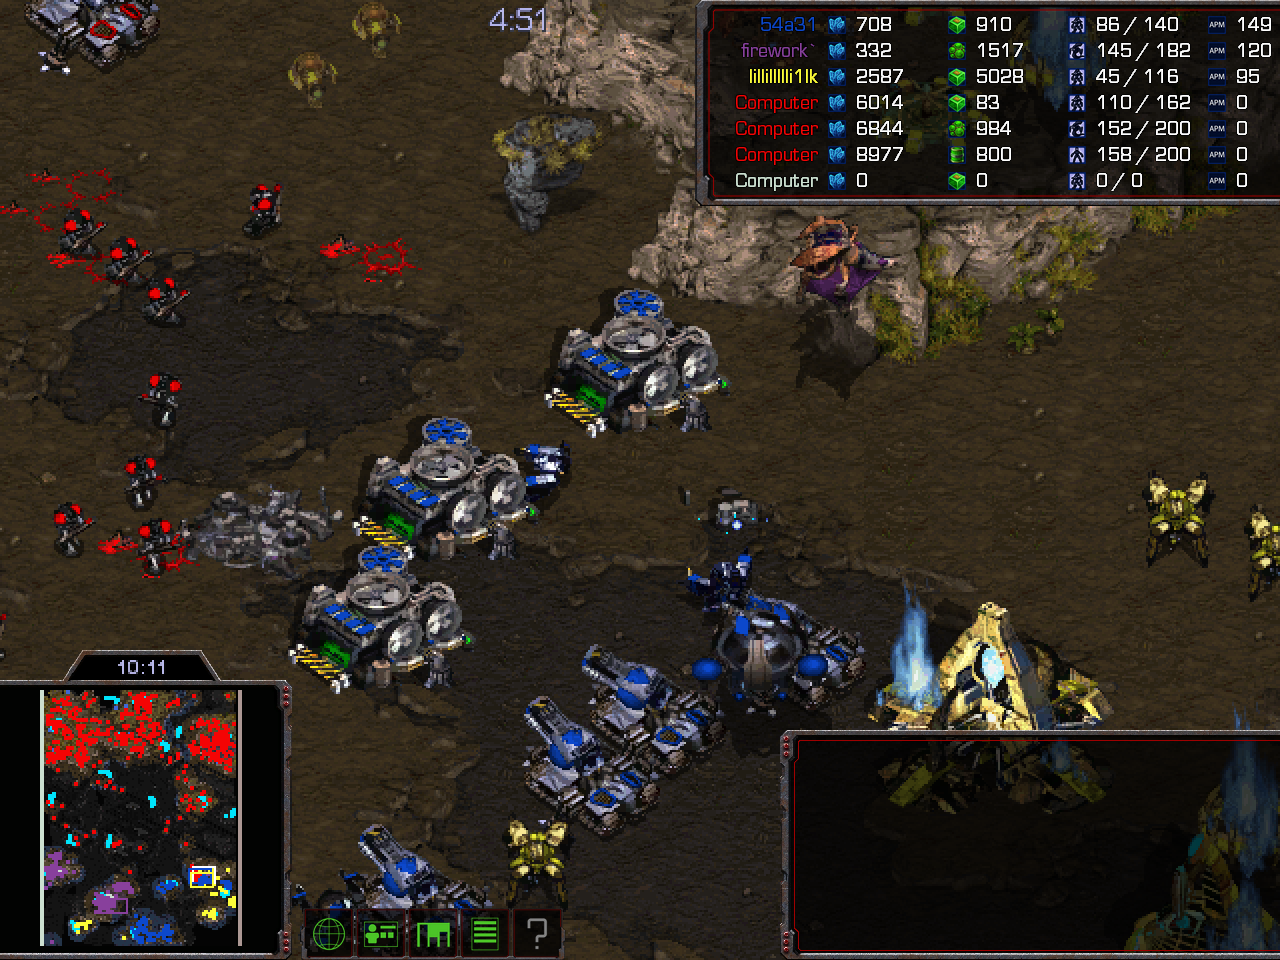 4:51
54a31 708 910 86 / 140 APM 149
firework` 332 1517 145 / 182 APM 120
2587 5028 45 / 116 APM 95
Computer 6014 83 110 / 162 APM 0
Computer 6844 984 152 / 200 APM 0
Computer 8977 800 158 / 200 APM 0
Computer 0 0 0 / 0 APM 0
10:11
?